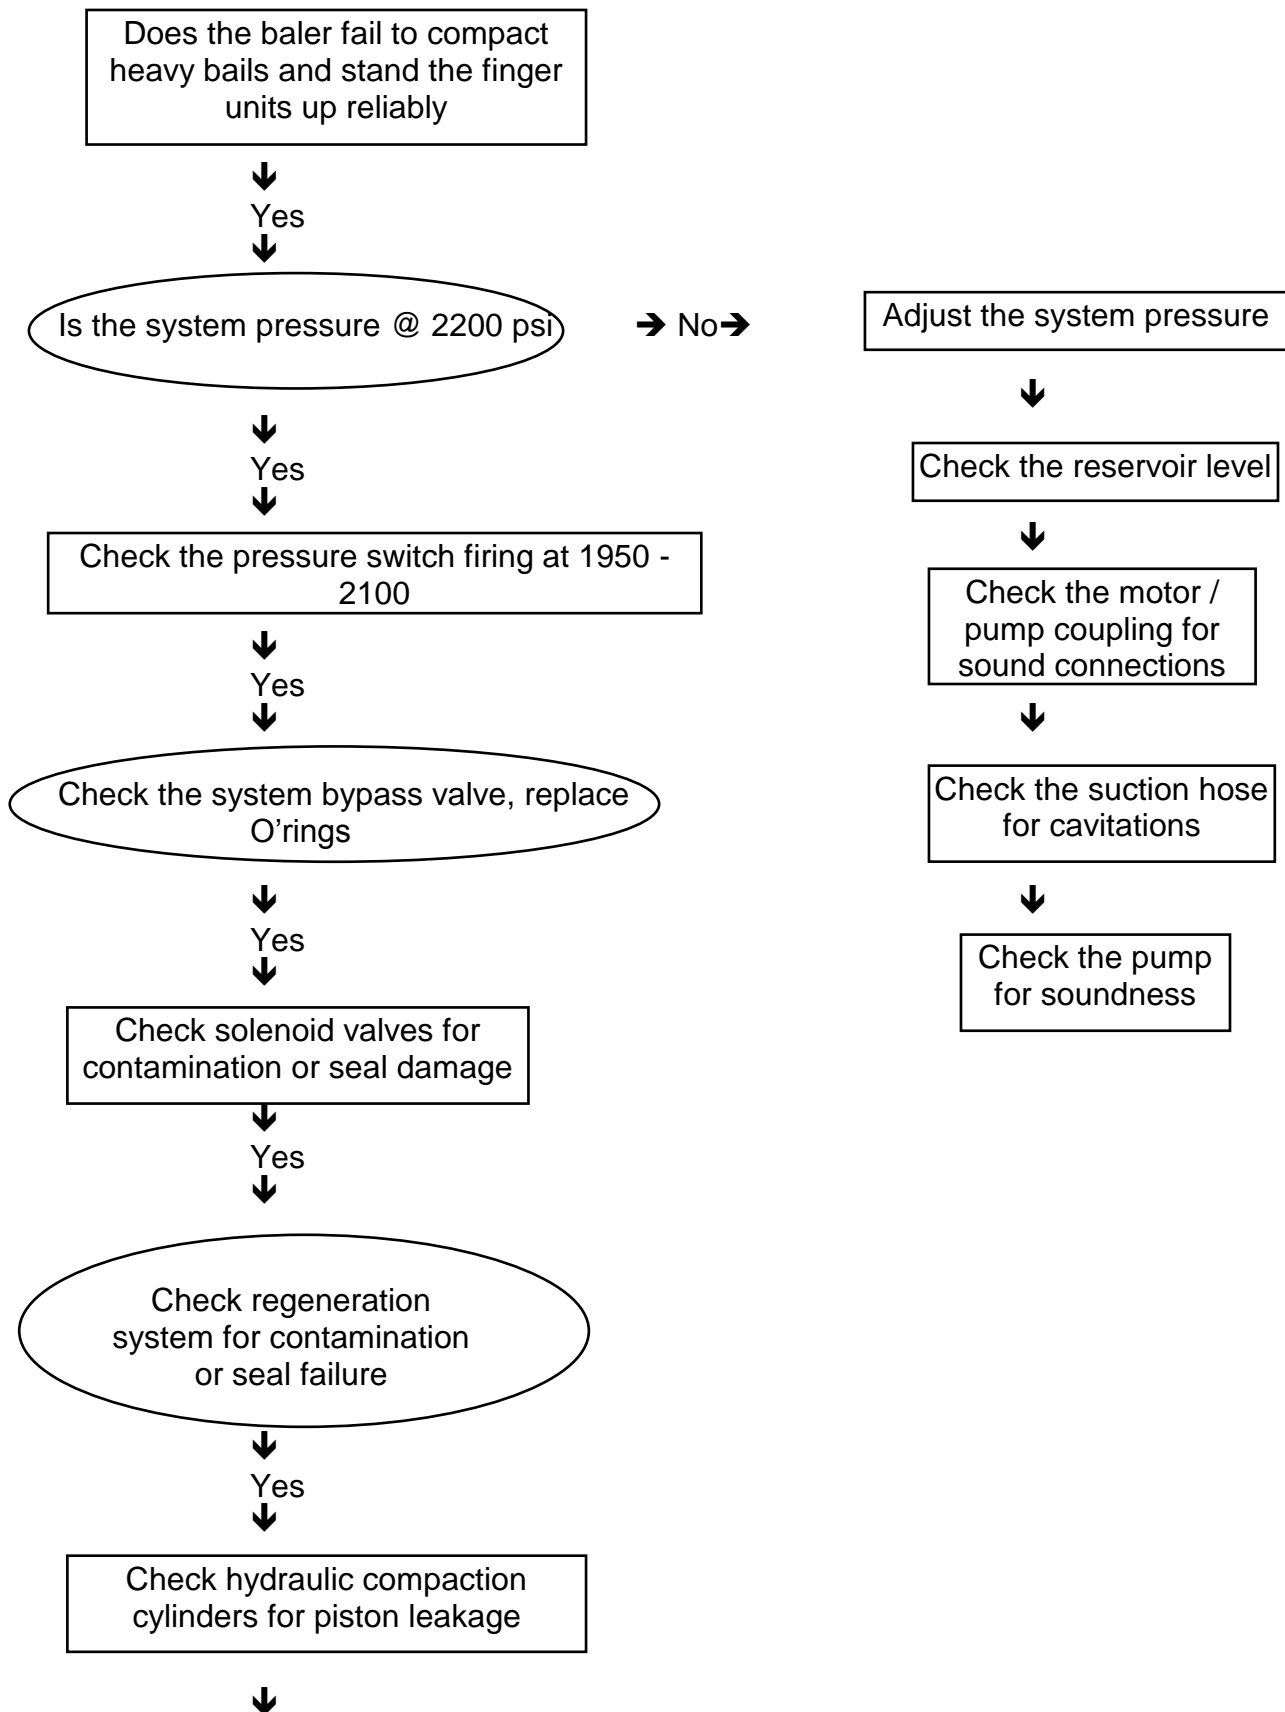 Does the baler fail to compact
heavy bails and stand the finger
units up reliably
Yes
Is the system pressure @ 2200 psi
No
Adjust the system pressure
Yes
Check the reservoir level
Check the pressure switch firing at 1950 -
2100
Check the motor /
pump coupling for
sound connections
Yes
Check the system bypass valve, replace
O’rings
Check the suction hose
for cavitations
Yes
Check the pump
for soundness
Check solenoid valves for
contamination or seal damage
Yes
Check regeneration
system for contamination
or seal failure
Yes
Check hydraulic compaction
cylinders for piston leakage